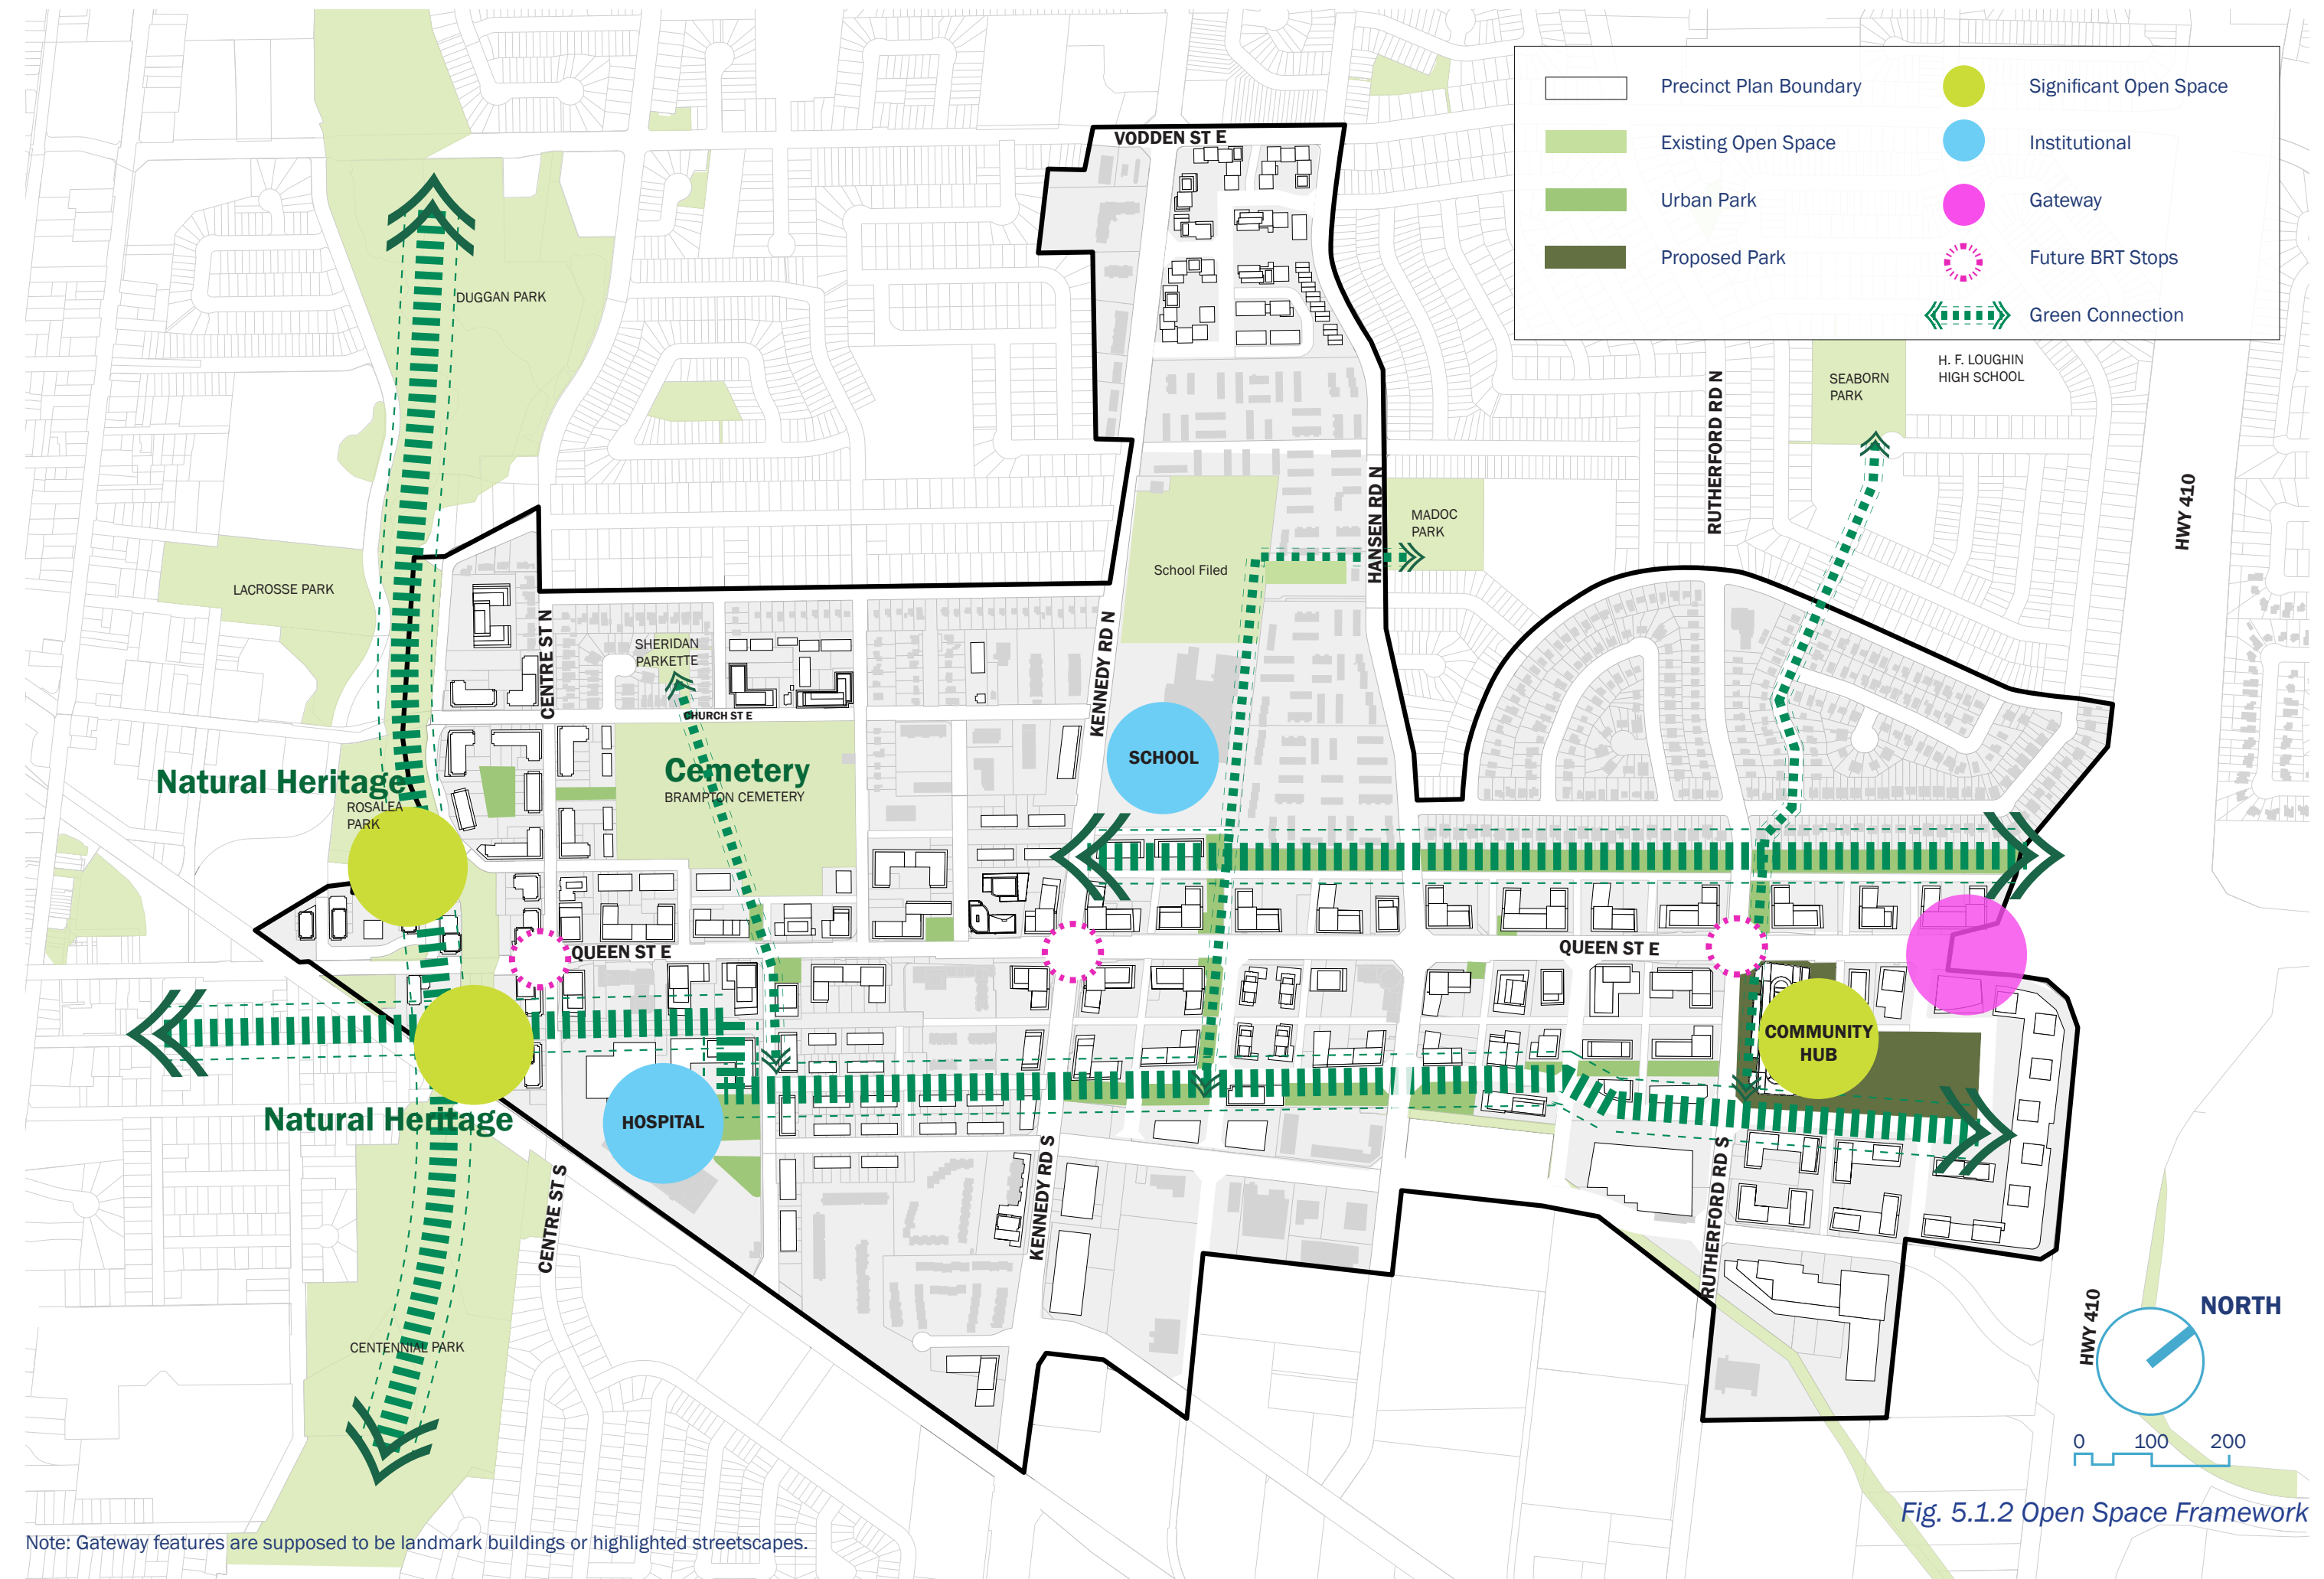 VODDEN ST E
Precinct Plan Boundary
Significant Open Space
Existing Open Space
Institutional
Urban Park
Gateway
Proposed Park
Future BRT Stops
Green Connection
DUGGAN PARK
H. F. LOUGHIN
HIGH SCHOOL
SEABORN
PARK
RUTHERFORD RD N
HWY 410
HANSEN RD N
MADOC
PARK
School Filed
LACROSSE PARK
CENTRE ST N
SHERIDAN
PARKETTE
KENNEDY RD N
CHURCH ST E
SCHOOL
Natural Heritage
Cemetery
BRAMPTON CEMETERY
ROSALEA
PARK
QUEEN ST E
QUEEN ST E
COMMUNITY
HUB
Natural Heritage
HOSPITAL
CENTRE ST S
KENNEDY RD S
RUTHERFORD RD S
HWY 410
NORTH
CENTENNIAL PARK
0 100 200
Fig. 5.1.2 Open Space Framework
Note: Gateway features are supposed to be landmark buildings or highlighted streetscapes.